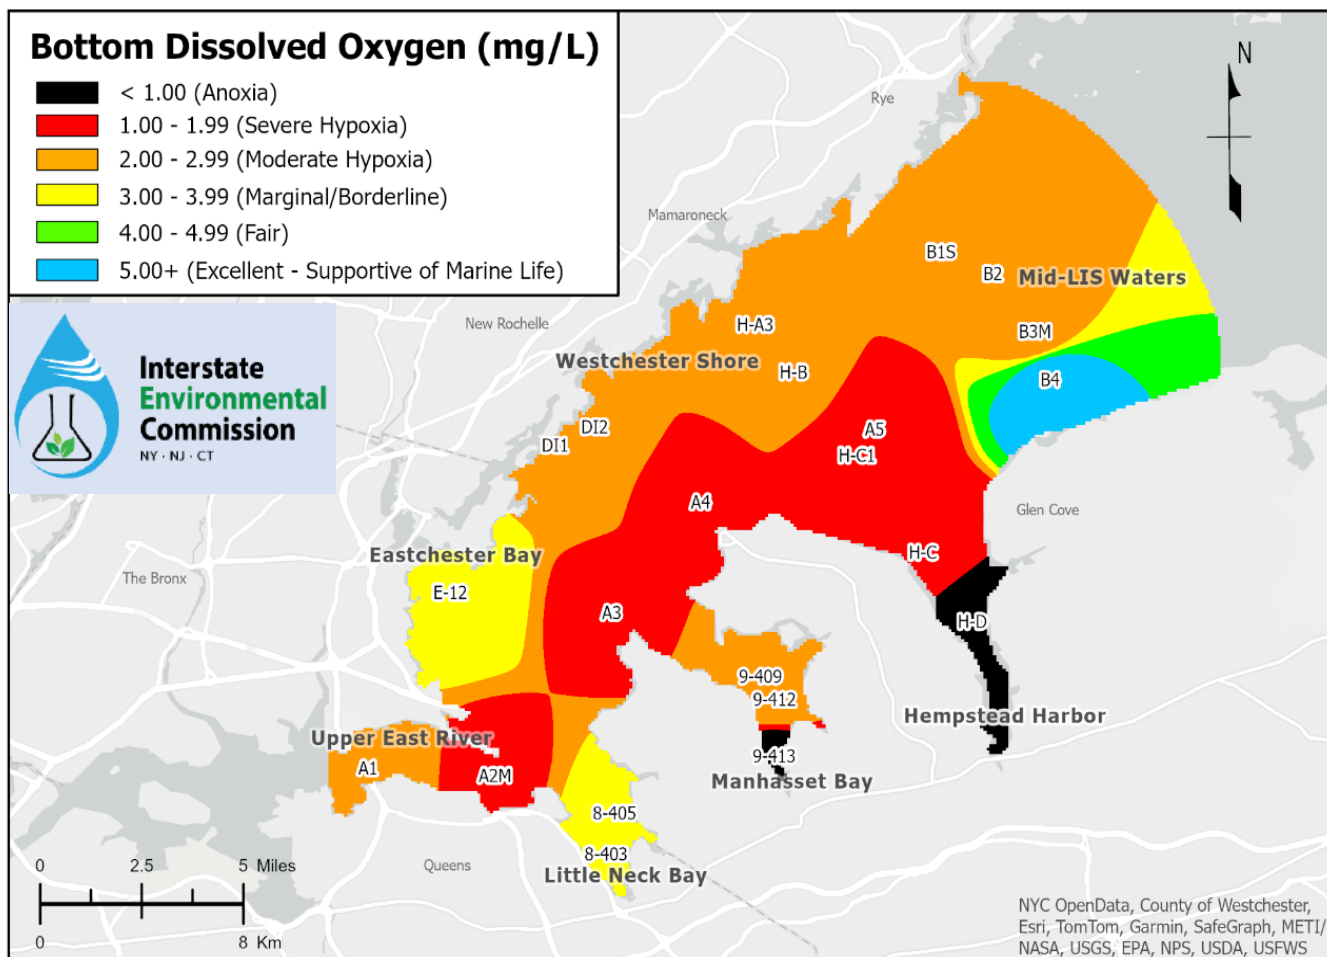 Bottom Dissolved Oxygen (mg/L)
< 1.00 (Anoxia)
1.00 - 1.99 (Severe Hypoxia)
2.00 - 2.99 (Moderate Hypoxia)
3.00 - 3.99 (Marginal/Borderline)
4.00 - 4.99 (Fair)
5.00+ (Excellent - Supportive of Marine Life)
Interstate
Environmental
Commission
NY · NJ · CT
N
Rye
Mamaroneck
B1S
B2
Mid-LIS Waters
New Rochelle
H-A3
B3M
Westchester Shore
H-B
B4
DI2
DI1
A5
H-C1
A4
Glen Cove
Eastchester Bay
H-C
The Bronx
E-12
A3
H-D
9-409
9-412
Hempstead Harbor
Upper East River
9-413
A1
A2M
Manhasset Bay
8-405
8-403
Queens
Little Neck Bay
0 2.5 5 Miles
0 8 Km
NYC OpenData, County of Westchester,
Esri, TomTom, Garmin, SafeGraph, METI/
NASA, USGS, EPA, NPS, USDA, USFWS